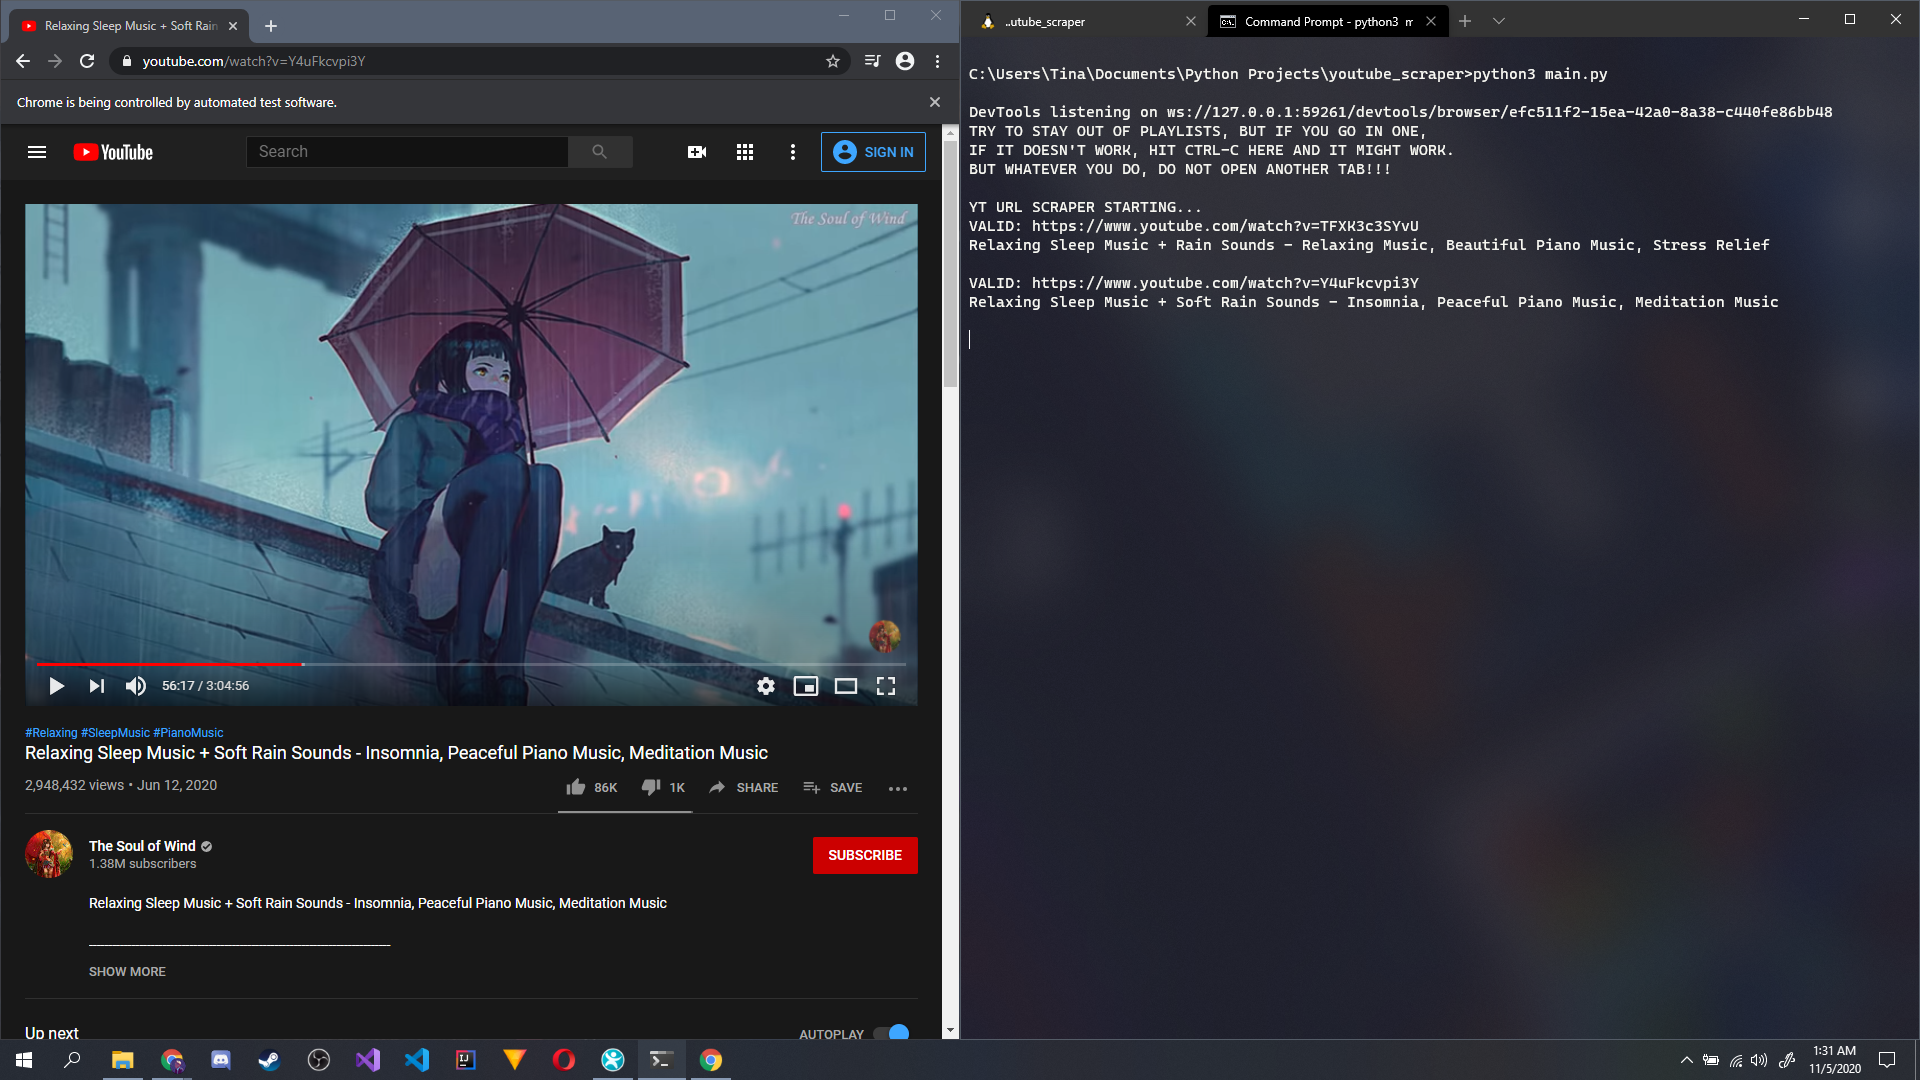 Relaxing Sleep Music + Soft Rain
youtube.com/watch?v=Y4uFkcvpi3Y
Chrome is being controlled by automated test software.
YouTube
Search
SIGN IN
The Soul of Wind
56:17 / 3:04:56
#Relaxing #SleepMusic #PianoMusic
Relaxing Sleep Music + Soft Rain Sounds - Insomnia, Peaceful Piano Music, Meditation Music
2,948,432 views • Jun 12, 2020
86K
1K
SHARE
SAVE
The Soul of Wind
1.38M subscribers
SUBSCRIBE
Relaxing Sleep Music + Soft Rain Sounds - Insomnia, Peaceful Piano Music, Meditation Music
SHOW MORE
Up next
AUTOPLAY
..utube_scraper
Command Prompt - python3 m
C:\Users\Tina\Documents\Python Projects\youtube_scraper>python3 main.py
DevTools listening on ws://127.0.0.1:59261/devtools/browser/efc511f2-15ea-42a0-8a38-c440fe86bb48
TRY TO STAY OUT OF PLAYLISTS, BUT IF YOU GO IN ONE,
IF IT DOESN'T WORK, HIT CTRL-C HERE AND IT MIGHT WORK.
BUT WHATEVER YOU DO, DO NOT OPEN ANOTHER TAB!!!
YT URL SCRAPER STARTING...
VALID: https://www.youtube.com/watch?v=TFXK3c3SYvU
Relaxing Sleep Music + Rain Sounds - Relaxing Music, Beautiful Piano Music, Stress Relief
VALID: https://www.youtube.com/watch?v=Y4uFkcvpi3Y
Relaxing Sleep Music + Soft Rain Sounds - Insomnia, Peaceful Piano Music, Meditation Music
1:31 AM
11/5/2020